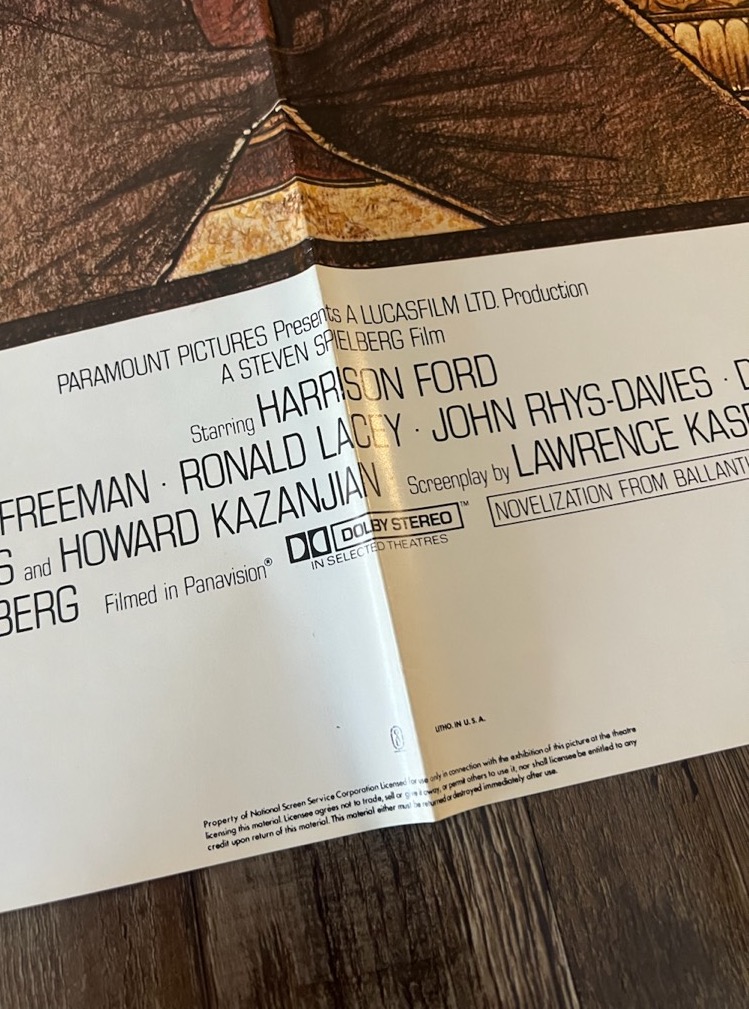 PARAMOUNT PICTURES Presents A LUCASFILM LTD. Production
A STEVEN SPIELBERG Film
Starring HARRISON FORD
FREEMAN · RONALD LACEY · JOHN RHYS-DAVIES · D
S and HOWARD KAZANJIAN Screenplay by LAWRENCE KASD
BERG Filmed in Panavision® DOLBY STEREO™ NOVELIZATION FROM BALLANTI
IN SELECTED THEATRES
LITHO. IN U.S.A.
Property of National Screen Service Corporation Licensed for use only in connection with the exhibition of this picture at the theatre
licensing this material. Licensee agrees not to trade, sell or give it away, or permit others to use it, nor shall licensee be entitled to any
credit upon return of this material. This material either must be returned or destroyed immediately after use.